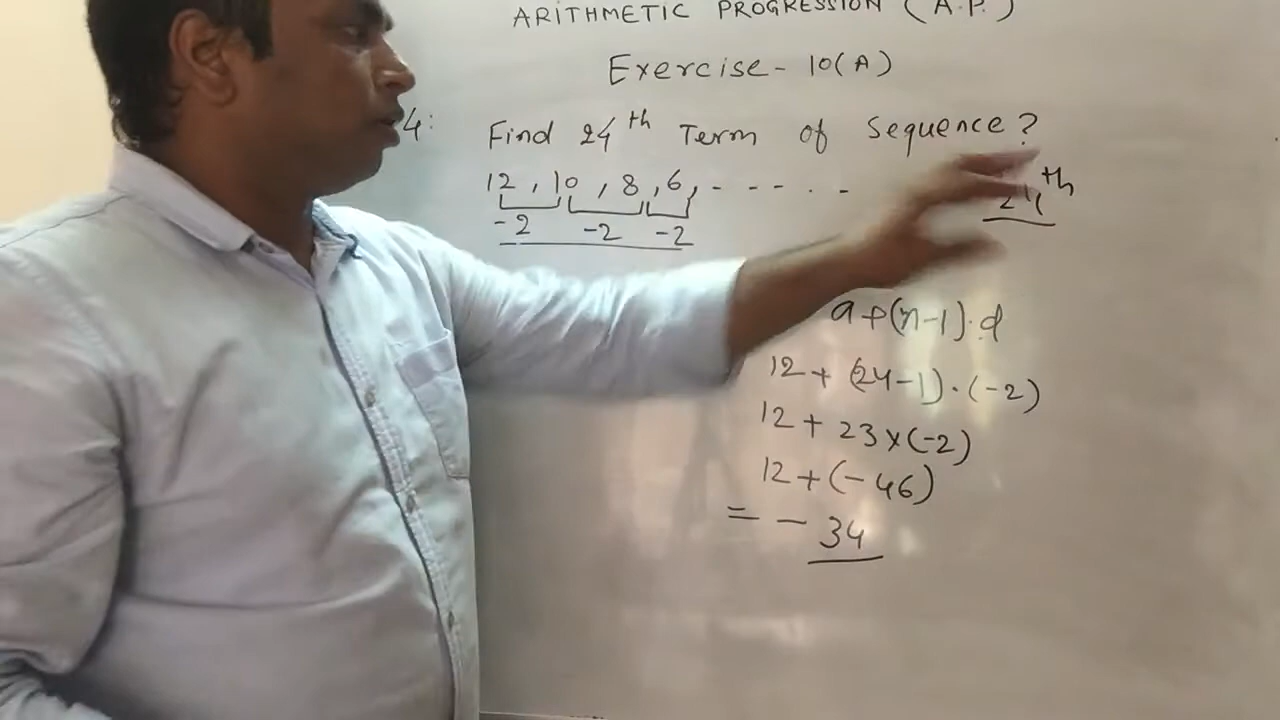 ARITHMETIC PROGRESSION (A.P.)
Exercise - 10(A)
4: Find 24th Term of Sequence?
12, 10, 8, 6, - - - - -
24th
-2 -2 -2
a+(n-1).d
12 + (24-1).(-2)
12 + 23x(-2)
12 + (-46)
= - 34